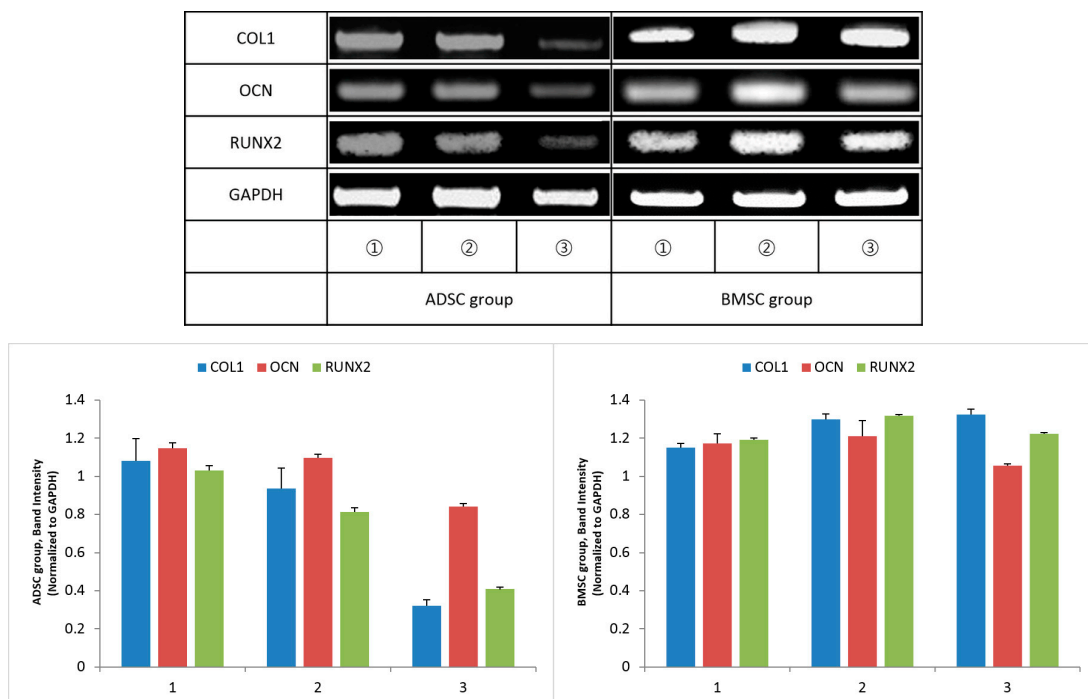 COL1
OCN
RUNX2
GAPDH
① ② ③ ① ② ③
ADSC group BMSC group
COL1 OCN RUNX2
1.4
1.2
1
0.8
0.6
0.4
0.2
0
ADSC group, Band Intensity
(Normalized to GAPDH)
1 2 3
COL1 OCN RUNX2
1.4
1.2
1
0.8
0.6
0.4
0.2
0
BMSC group, Band Intensity
(Normalized to GAPDH)
1 2 3